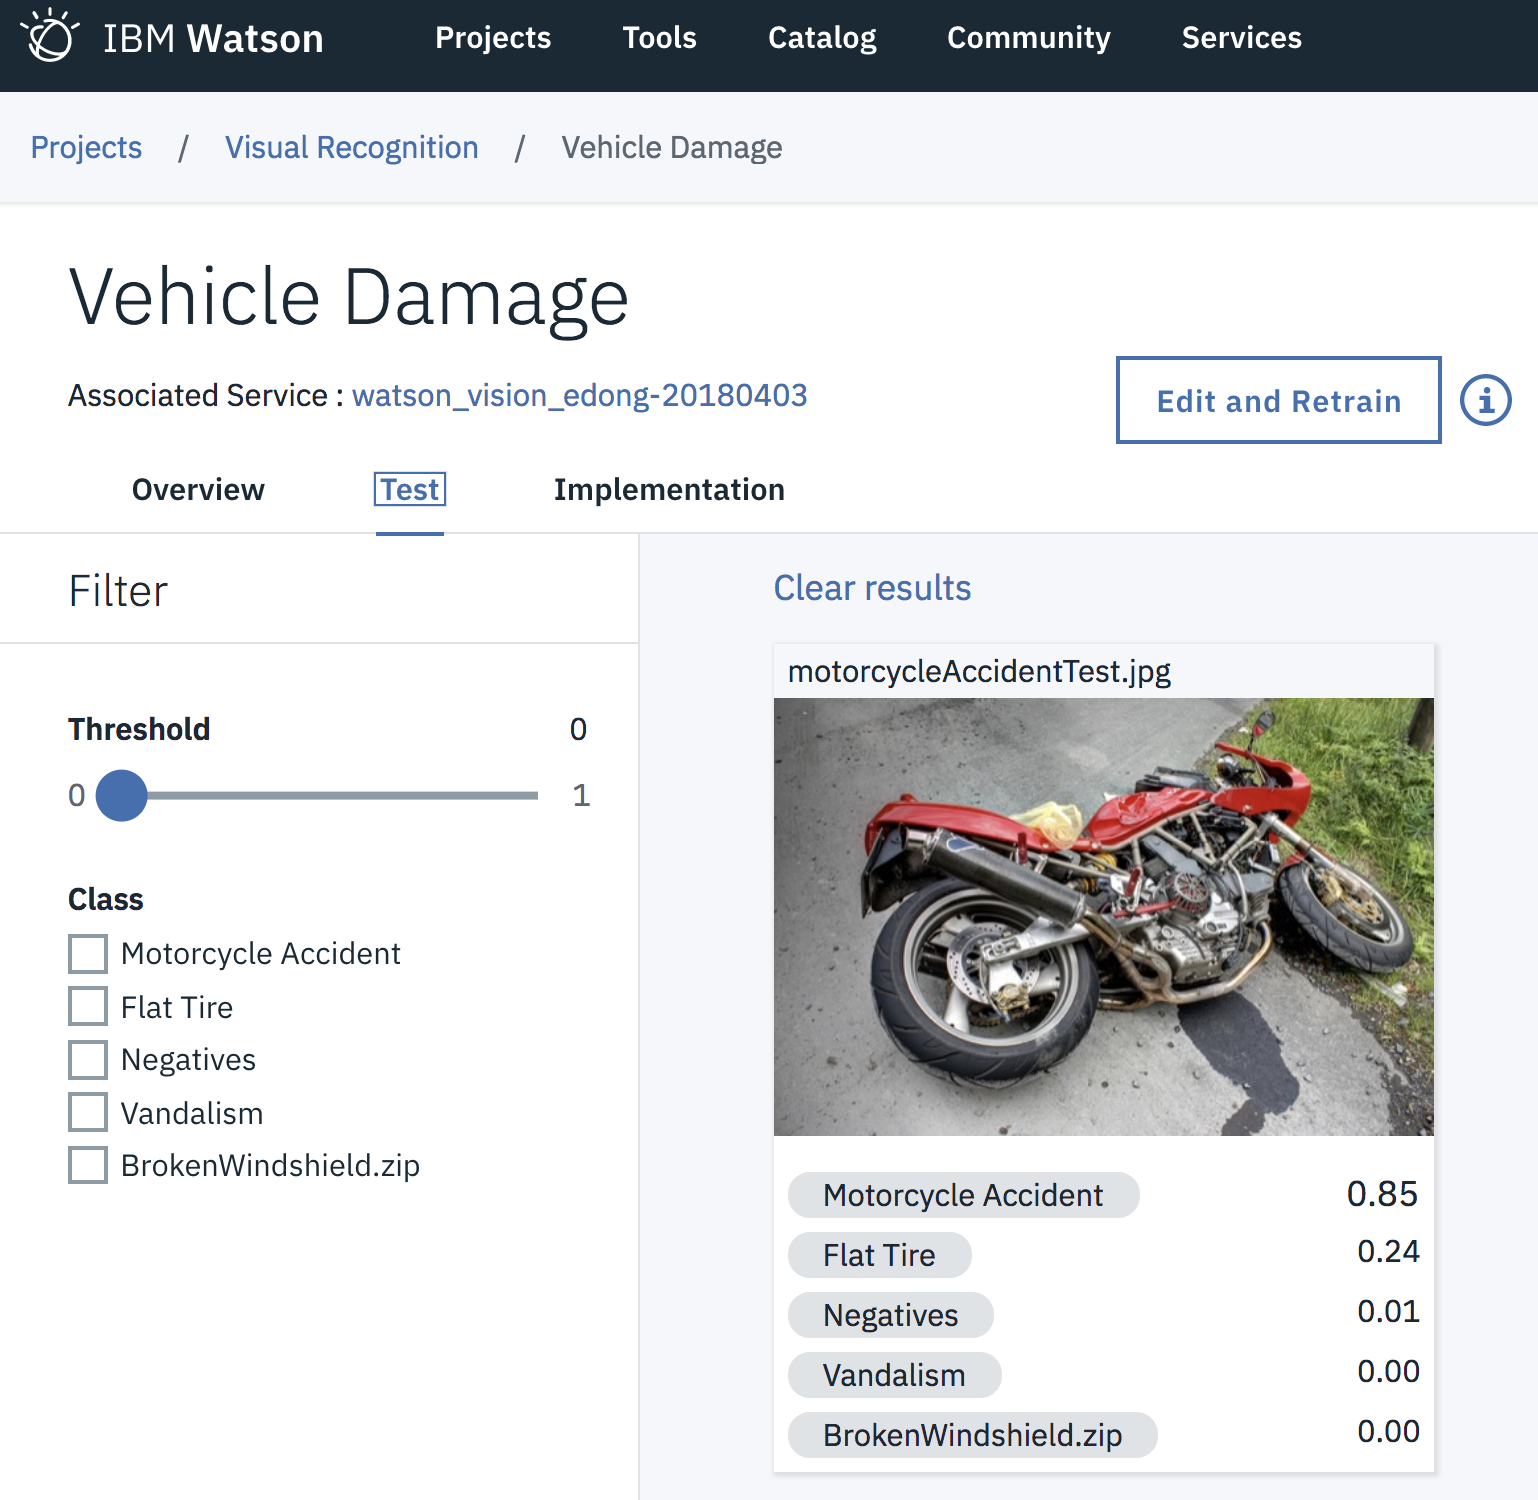 IBM Watson Projects Tools Catalog Community Services
Projects / Visual Recognition / Vehicle Damage
Vehicle Damage
Associated Service : watson_vision_edong-20180403
Edit and Retrain
Overview Test Implementation
Filter
Threshold 0
0 1
Class
Motorcycle Accident
Flat Tire
Negatives
Vandalism
BrokenWindshield.zip
Clear results
motorcycleAccidentTest.jpg
Motorcycle Accident 0.85
Flat Tire 0.24
Negatives 0.01
Vandalism 0.00
BrokenWindshield.zip 0.00